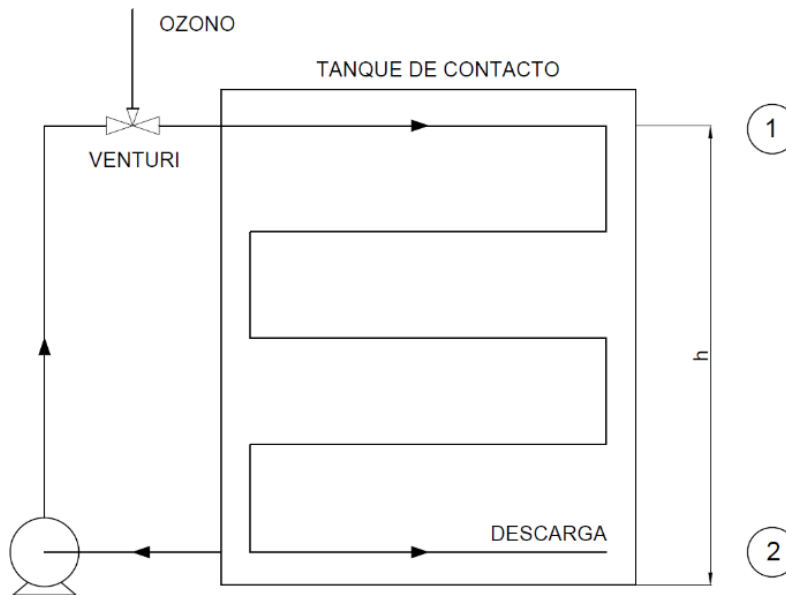 OZONO
TANQUE DE CONTACTO
1
VENTURI
h
DESCARGA
2